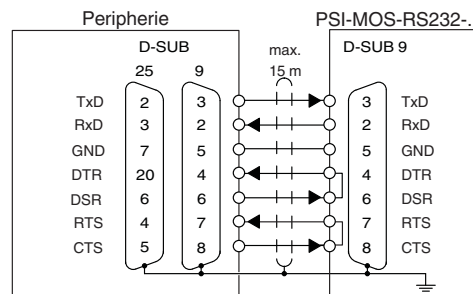 Peripherie PSI-MOS-RS232-..
D-SUB max. D-SUB 9
25 9 15 m
TxD 2 3 3 TxD
RxD 3 2 2 RxD
GND 7 5 5 GND
DTR 20 4 4 DTR
DSR 6 6 6 DSR
RTS 4 7 7 RTS
CTS 5 8 8 CTS